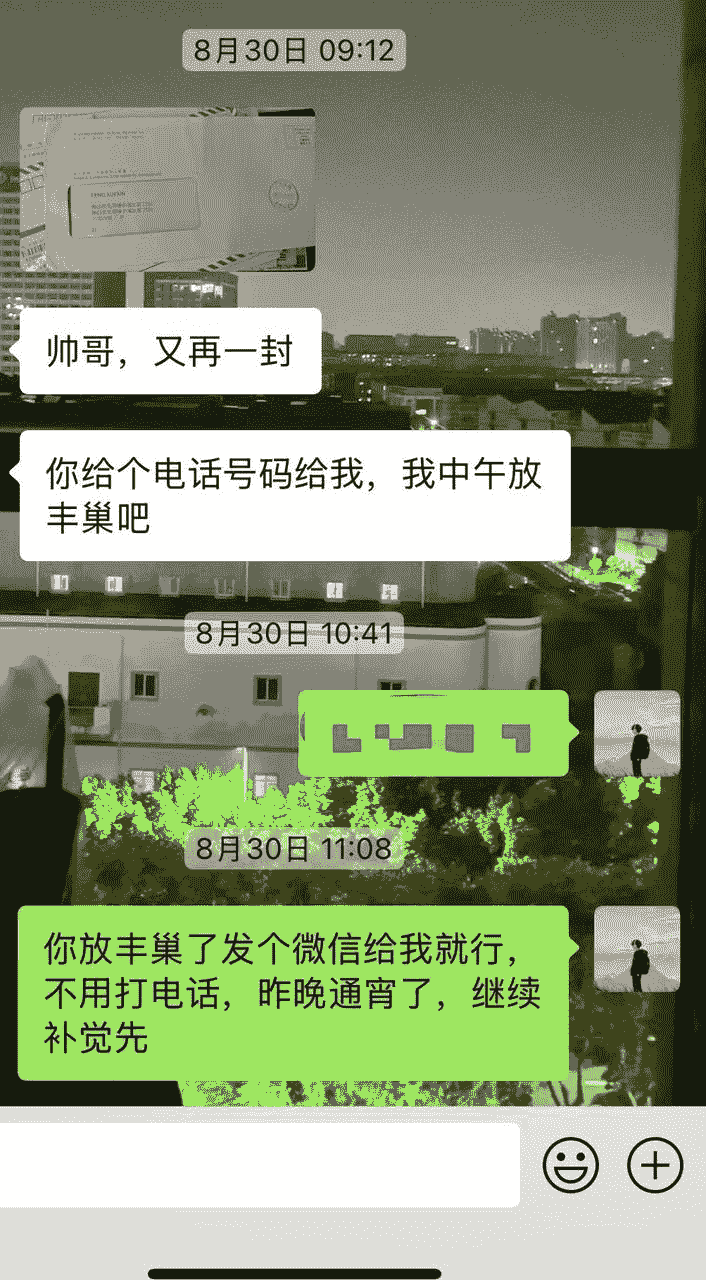 8月30日 09:12
帅哥，又再一封
你给个电话号码给我，我中午放
丰巢吧
8月30日 10:41
8月30日 11:08
你放丰巢了发个微信给我就行，
不用打电话，昨晚通宵了，继续
补觉先